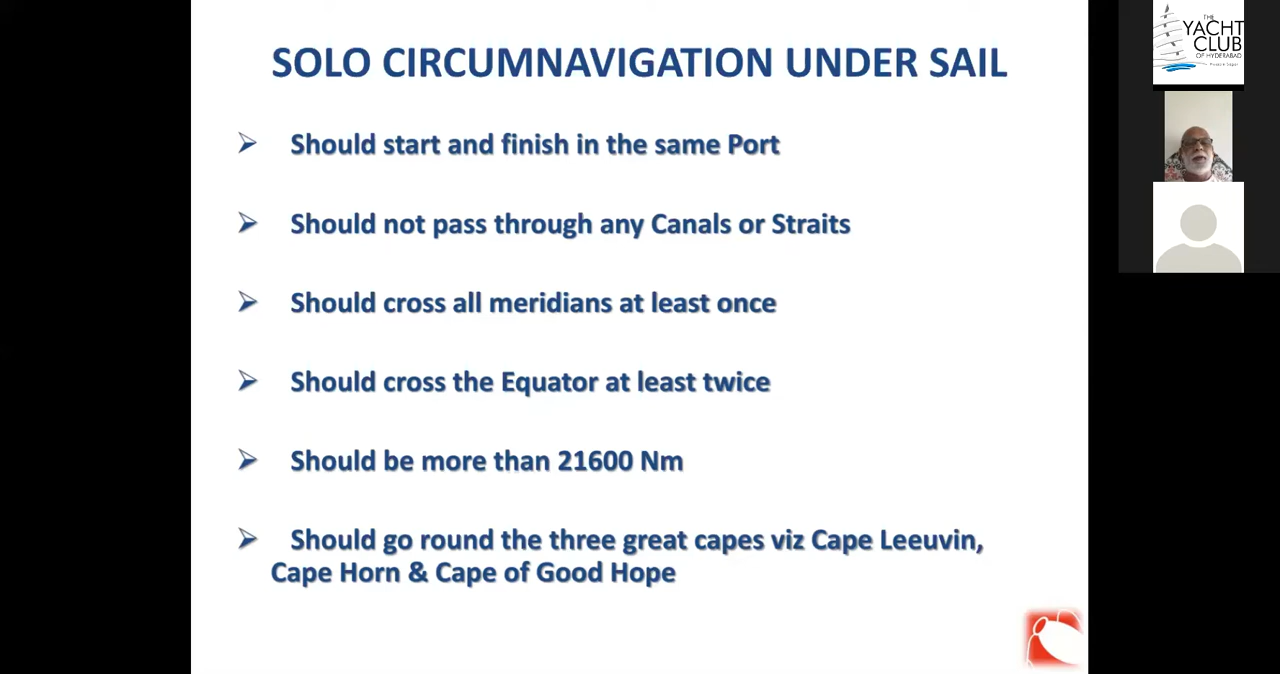 SOLO CIRCUMNAVIGATION UNDER SAIL
Should start and finish in the same Port
Should not pass through any Canals or Straits
Should cross all meridians at least once
Should cross the Equator at least twice
Should be more than 21600 Nm
Should go round the three great capes viz Cape Leeuvin,
Cape Horn & Cape of Good Hope
THE
YACHT
CLUB
OF HYDERABAD